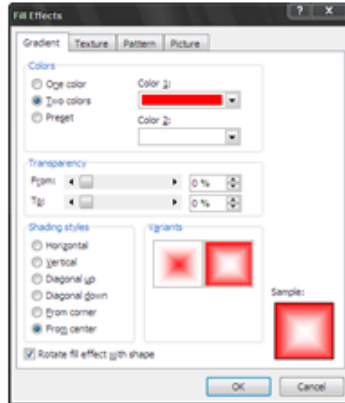 Fill Effects
Gradient Texture Pattern Picture
Colors
One color
Two colors
Preset
Color 1:
Color 2:
Transparency
From: 0 %
To: 0 %
Shading styles
Horizontal
Vertical
Diagonal up
Diagonal down
From corner
From center
Variants
Sample:
Rotate fill effect with shape
OK Cancel